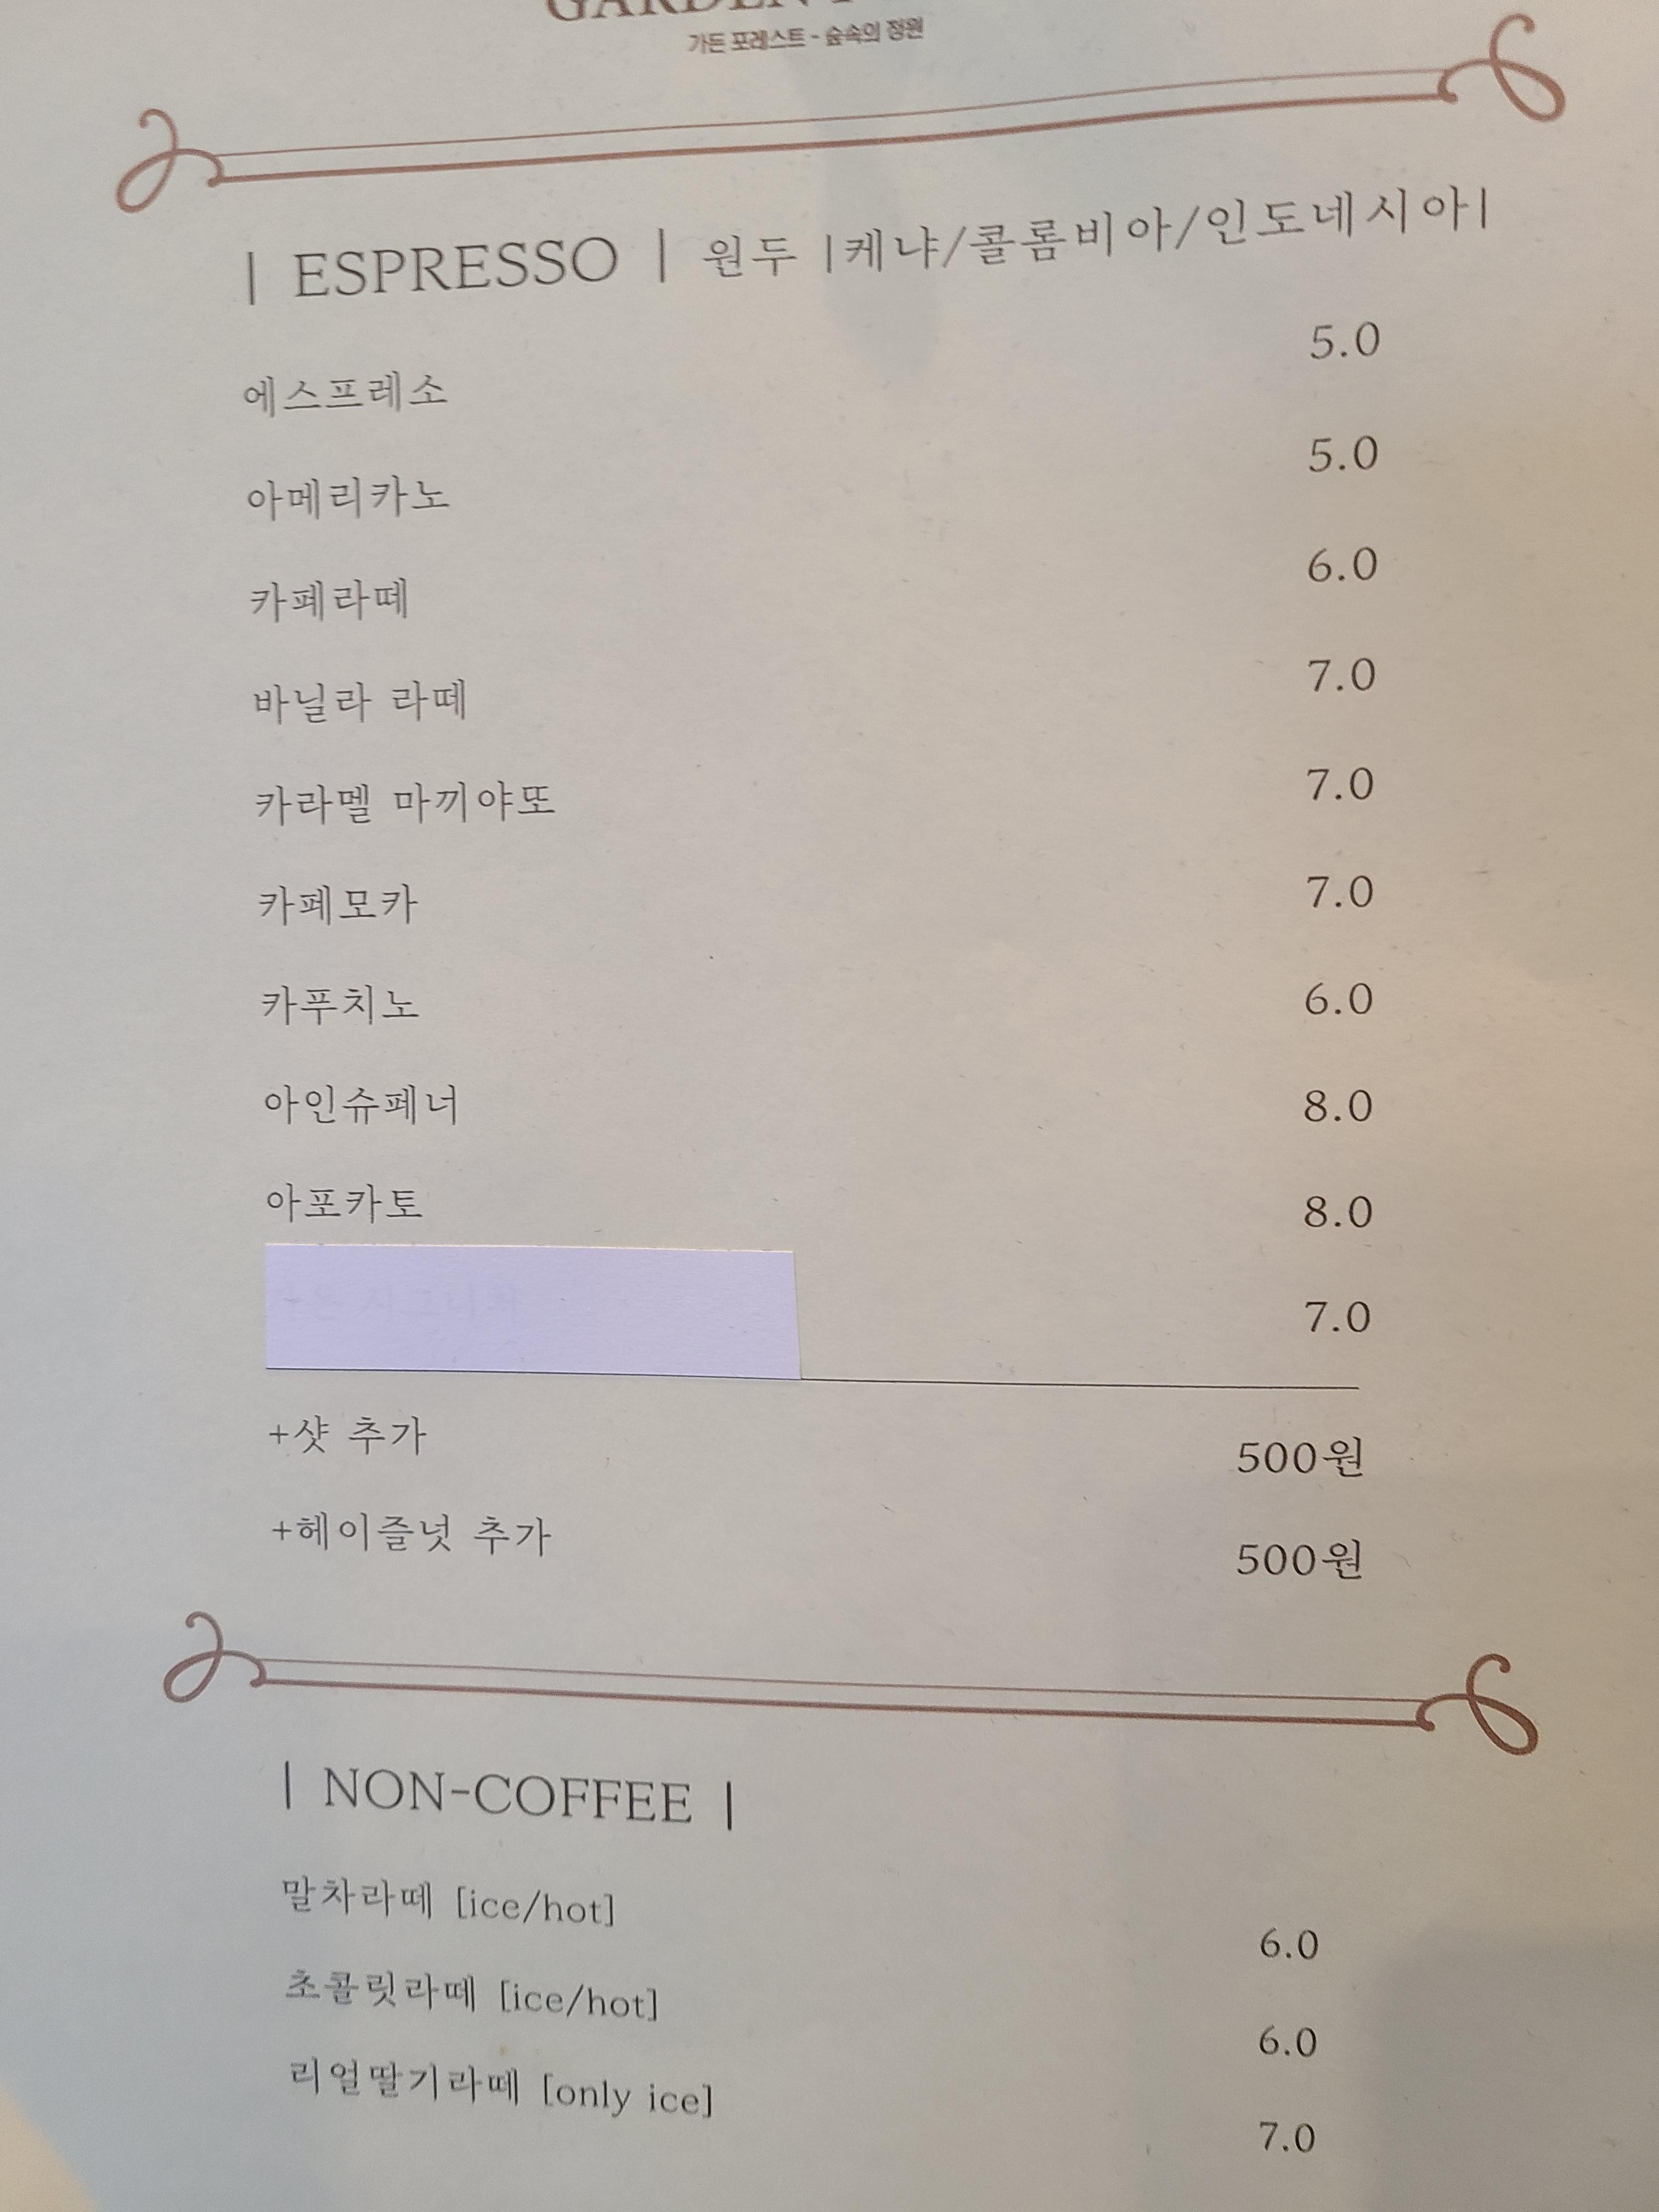 GARDEN
가든 포레스트 - 숲속의 정원
| ESPRESSO | 원두 |케냐/콜롬비아/인도네시아|
에스프레소 5.0
아메리카노 5.0
카페라떼 6.0
바닐라 라떼 7.0
카라멜 마끼야또 7.0
카페모카 7.0
카푸치노 6.0
아인슈페너 8.0
아포카토 8.0
7.0
+샷 추가 500원
+헤이즐넛 추가 500원
| NON-COFFEE |
말차라떼 [ice/hot] 6.0
초콜릿라떼 [ice/hot] 6.0
리얼딸기라떼 [only ice] 7.0